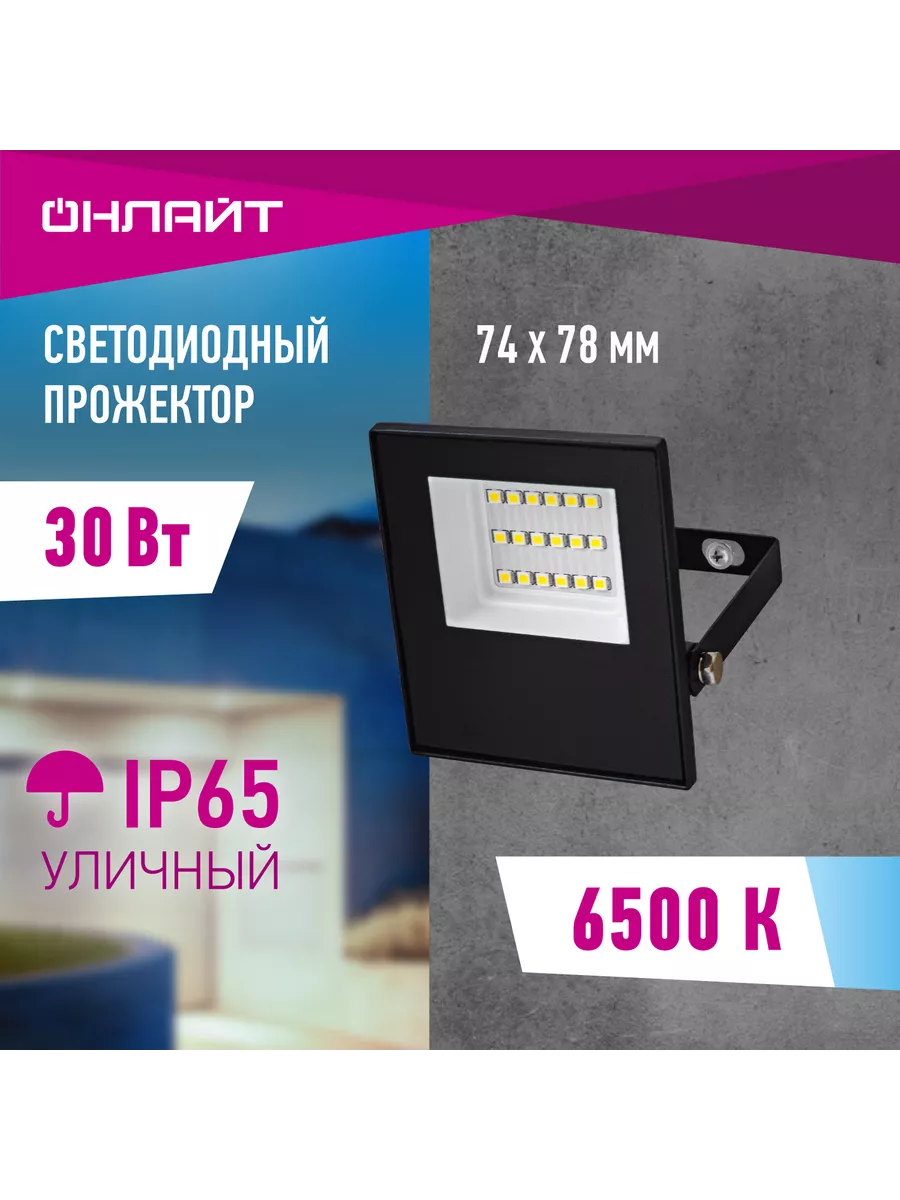 ОНЛАЙТ
СВЕТОДИОДНЫЙ
ПРОЖЕКТОР
74 х 78 мм
30 Вт
IP65
УЛИЧНЫЙ
6500 К